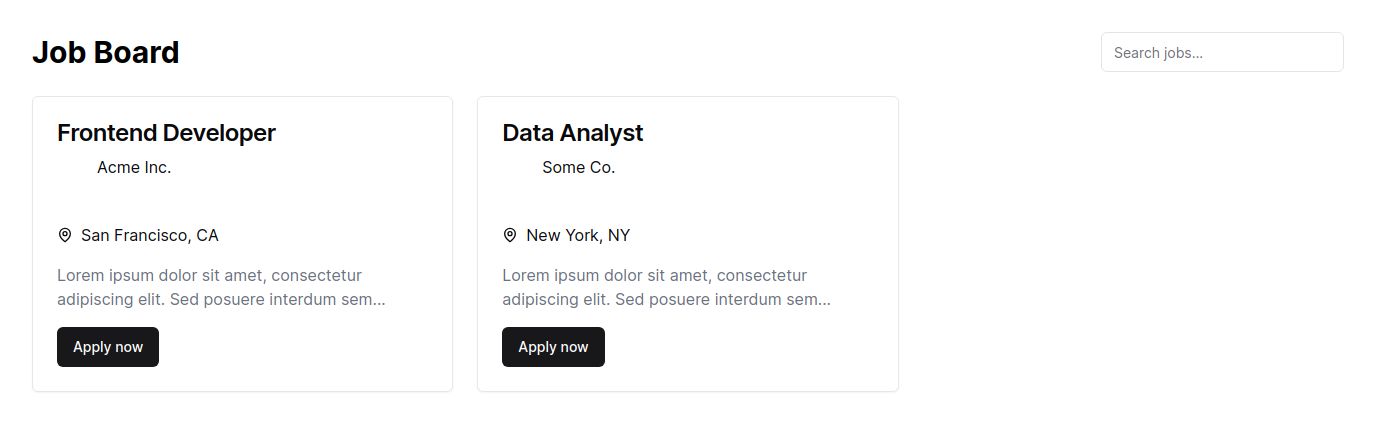 Job Board
Search jobs...
Frontend Developer
Acme Inc.
San Francisco, CA
Lorem ipsum dolor sit amet, consectetur
adipiscing elit. Sed posuere interdum sem...
Apply now
Data Analyst
Some Co.
New York, NY
Lorem ipsum dolor sit amet, consectetur
adipiscing elit. Sed posuere interdum sem...
Apply now